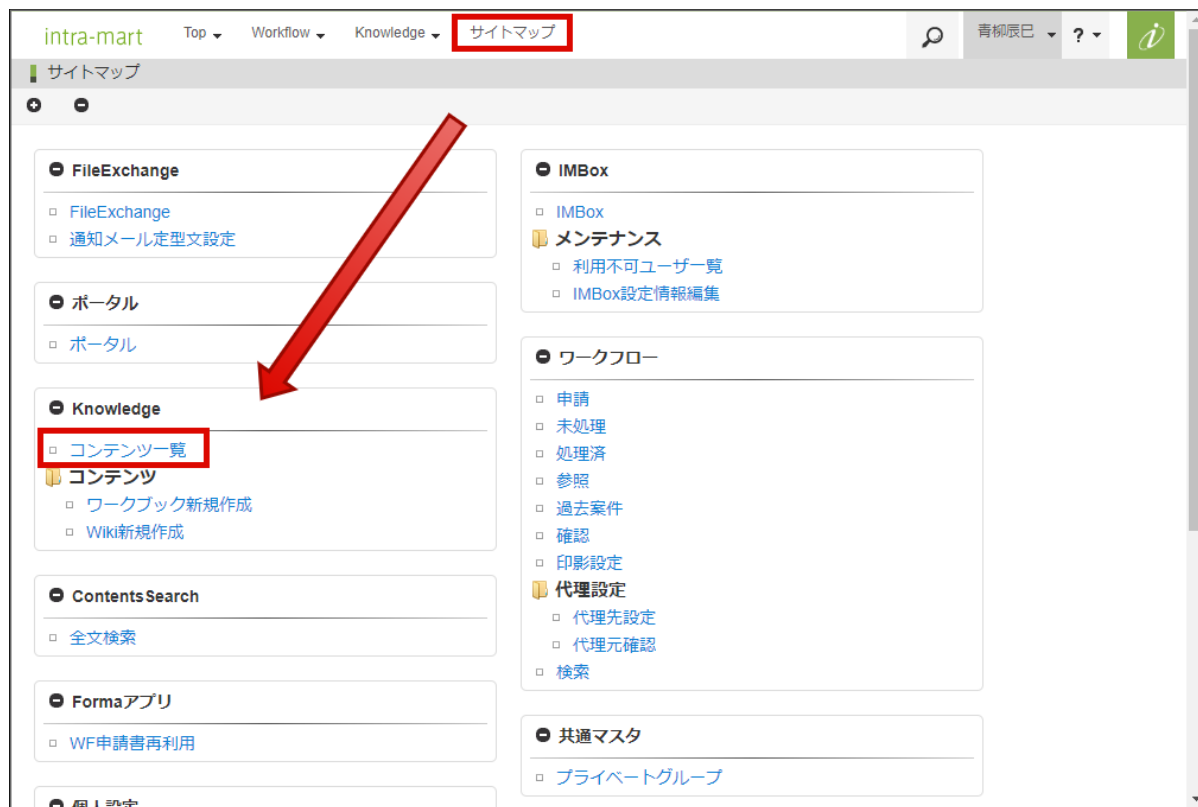 intra-mart Top Workflow Knowledge サイトマップ 青柳辰巳 ?
サイトマップ
FileExchange
FileExchange
通知メール定型文設定
ポータル
ポータル
Knowledge
コンテンツ一覧
コンテンツ
ワークブック新規作成
Wiki新規作成
ContentsSearch
全文検索
Formaアプリ
WF申請書再利用
個人設定
IMBox
IMBox
メンテナンス
利用不可ユーザ一覧
IMBox設定情報編集
ワークフロー
申請
未処理
処理済
参照
過去案件
確認
印影設定
代理設定
代理先設定
代理元確認
検索
共通マスタ
プライベートグループ